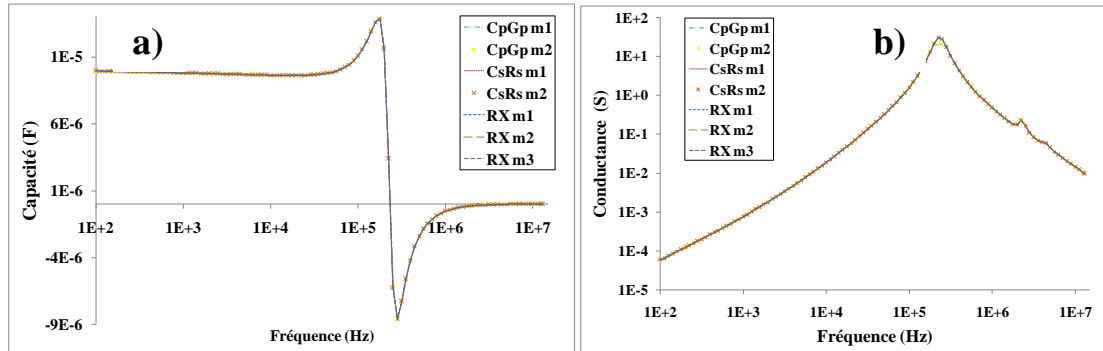 a)
CpGp m1
CpGp m2
CsRs m1
CsRs m2
RX m1
RX m2
RX m3
1E-5
6E-6
1E-6
-4E-6
-9E-6
1E+2 1E+3 1E+4 1E+5 1E+6 1E+7
Capacité (F)
Fréquence (Hz)
b)
CpGp m1
CpGp m2
CsRs m1
CsRs m2
RX m1
RX m2
RX m3
1E+2
1E+1
1E+0
1E-1
1E-2
1E-3
1E-4
1E-5
1E+2 1E+3 1E+4 1E+5 1E+6 1E+7
Conductance (S)
Fréquence (Hz)